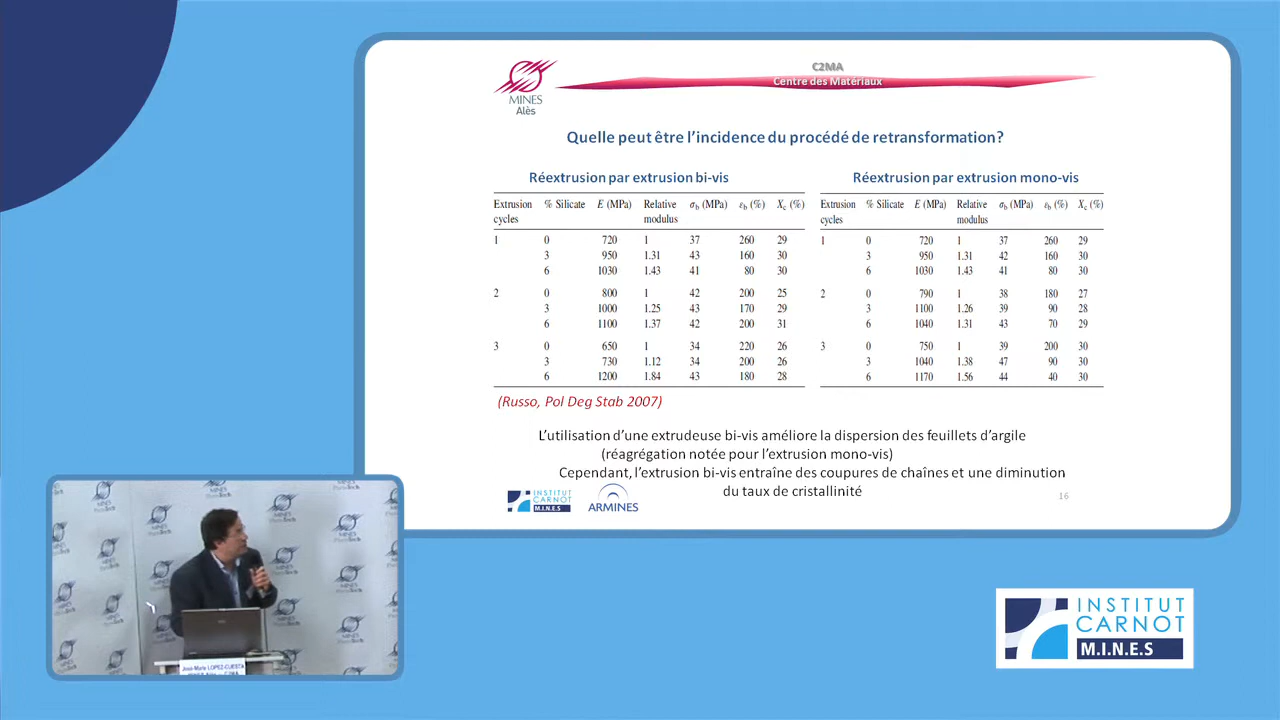 C2MA
Centre des Matériaux
MINES
Alès
Quelle peut être l'incidence du procédé de retransformation?
Réextrusion par extrusion bi-vis
Extrusion cycles % Silicate E (MPa) Relative modulus σb (MPa) εb (%) Xc (%)
1 0 720 1 37 260 29
3 950 1.31 43 160 30
6 1030 1.43 41 80 30
2 0 800 1 42 200 25
3 1000 1.25 43 170 29
6 1100 1.37 42 200 31
3 0 650 1 34 220 26
3 730 1.12 34 200 26
6 1200 1.84 43 180 28
Réextrusion par extrusion mono-vis
Extrusion cycles % Silicate E (MPa) Relative modulus σb (MPa) εb (%) Xc (%)
1 0 720 1 37 260 29
3 950 1.31 42 160 30
6 1030 1.43 41 80 30
2 0 790 1 38 180 27
3 1100 1.26 39 90 28
6 1040 1.31 43 70 29
3 0 750 1 39 200 30
3 1040 1.38 47 90 30
6 1170 1.56 44 40 30
(Russo, Pol Deg Stab 2007)
L'utilisation d'une extrudeuse bi-vis améliore la dispersion des feuillets d'argile
(réagrégation notée pour l'extrusion mono-vis)
Cependant, l'extrusion bi-vis entraîne des coupures de chaînes et une diminution
du taux de cristallinité
INSTITUT
CARNOT
M.I.N.E.S
ARMINES
16
José-Marie LOPEZ-CUESTA
INSTITUT
CARNOT
M.I.N.E.S